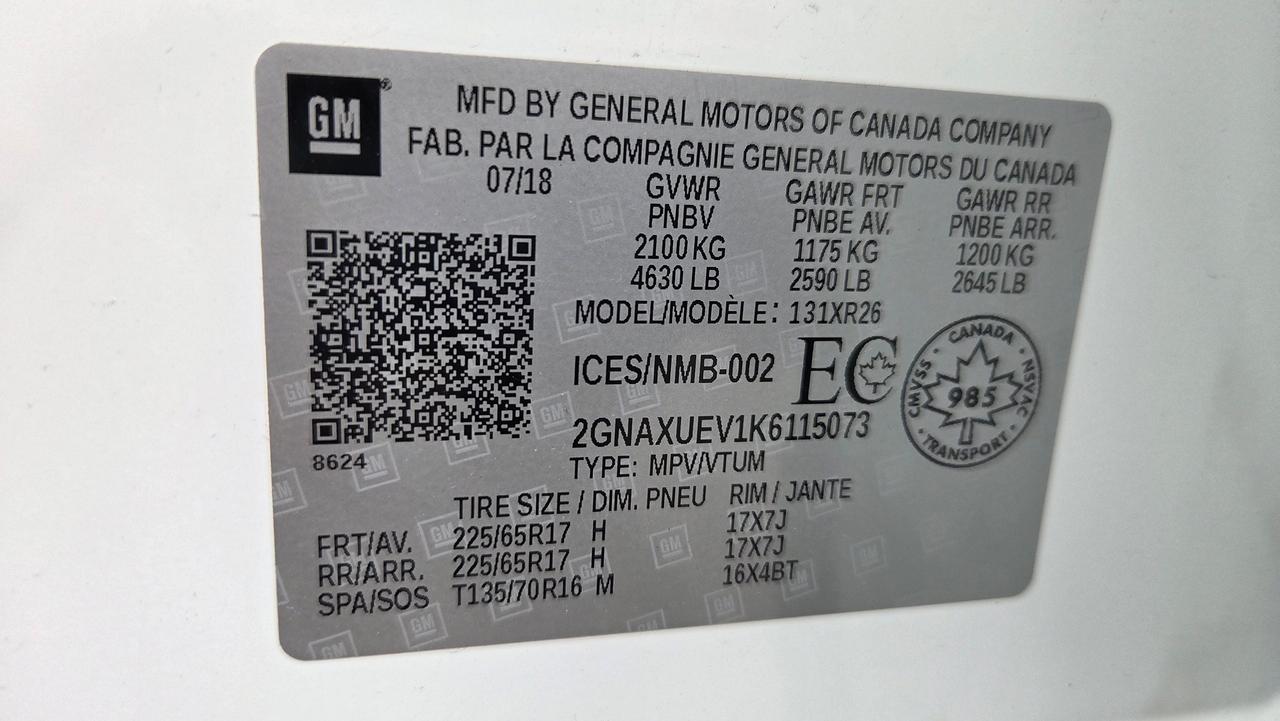 GM
MFD BY GENERAL MOTORS OF CANADA COMPANY
FAB. PAR LA COMPAGNIE GENERAL MOTORS DU CANADA
07/18
GVWR GAWR FRT GAWR RR
PNBV PNBE AV. PNBE ARR.
2100 KG 1175 KG 1200 KG
4630 LB 2590 LB 2645 LB
MODEL/MODÈLE: 131XR26
ICES/NMB-002 EC
CANADA
CMVSS 985 NSVAC
TRANSPORT
2GNAXUEV1K6115073
8624
TYPE: MPV/VTUM
TIRE SIZE / DIM. PNEU RIM / JANTE
FRT/AV. 225/65R17 H 17X7J
RR/ARR. 225/65R17 H 17X7J
SPA/SOS T135/70R16 M 16X4BT